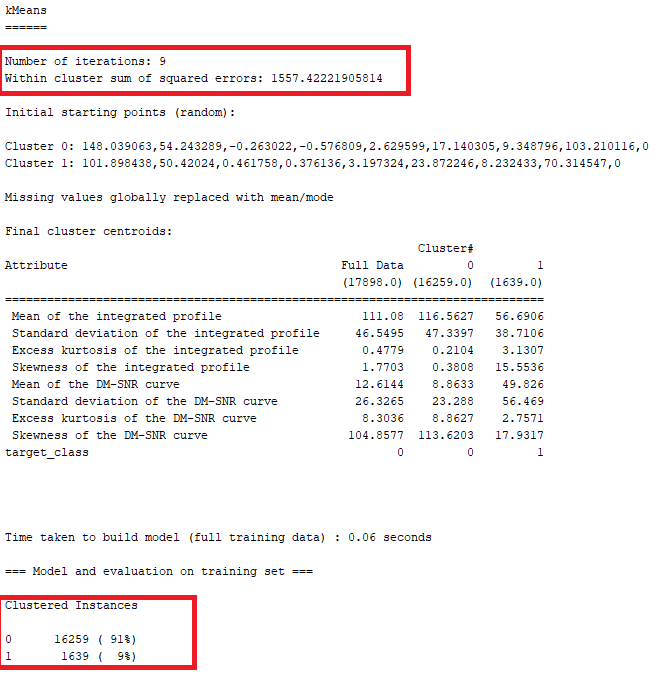 kMeans
======
Number of iterations: 9
Within cluster sum of squared errors: 1557.42221905814
Initial starting points (random):
Cluster 0: 148.039063,54.243289,-0.263022,-0.576809,2.629599,17.140305,9.348796,103.210116,0
Cluster 1: 101.898438,50.42024,0.461758,0.376136,3.197324,23.872246,8.232433,70.314547,0
Missing values globally replaced with mean/mode
Final cluster centroids:
Cluster#
Attribute Full Data 0 1
(17898.0) (16259.0) (1639.0)
==========================================================================
Mean of the integrated profile 111.08 116.5627 56.6906
Standard deviation of the integrated profile 46.5495 47.3397 38.7106
Excess kurtosis of the integrated profile 0.4779 0.2104 3.1307
Skewness of the integrated profile 1.7703 0.3808 15.5536
Mean of the DM-SNR curve 12.6144 8.8633 49.826
Standard deviation of the DM-SNR curve 26.3265 23.288 56.469
Excess kurtosis of the DM-SNR curve 8.3036 8.8627 2.7571
Skewness of the DM-SNR curve 104.8577 113.6203 17.9317
target_class 0 0 1
Time taken to build model (full training data) : 0.06 seconds
=== Model and evaluation on training set ===
Clustered Instances
0 16259 ( 91%)
1 1639 ( 9%)